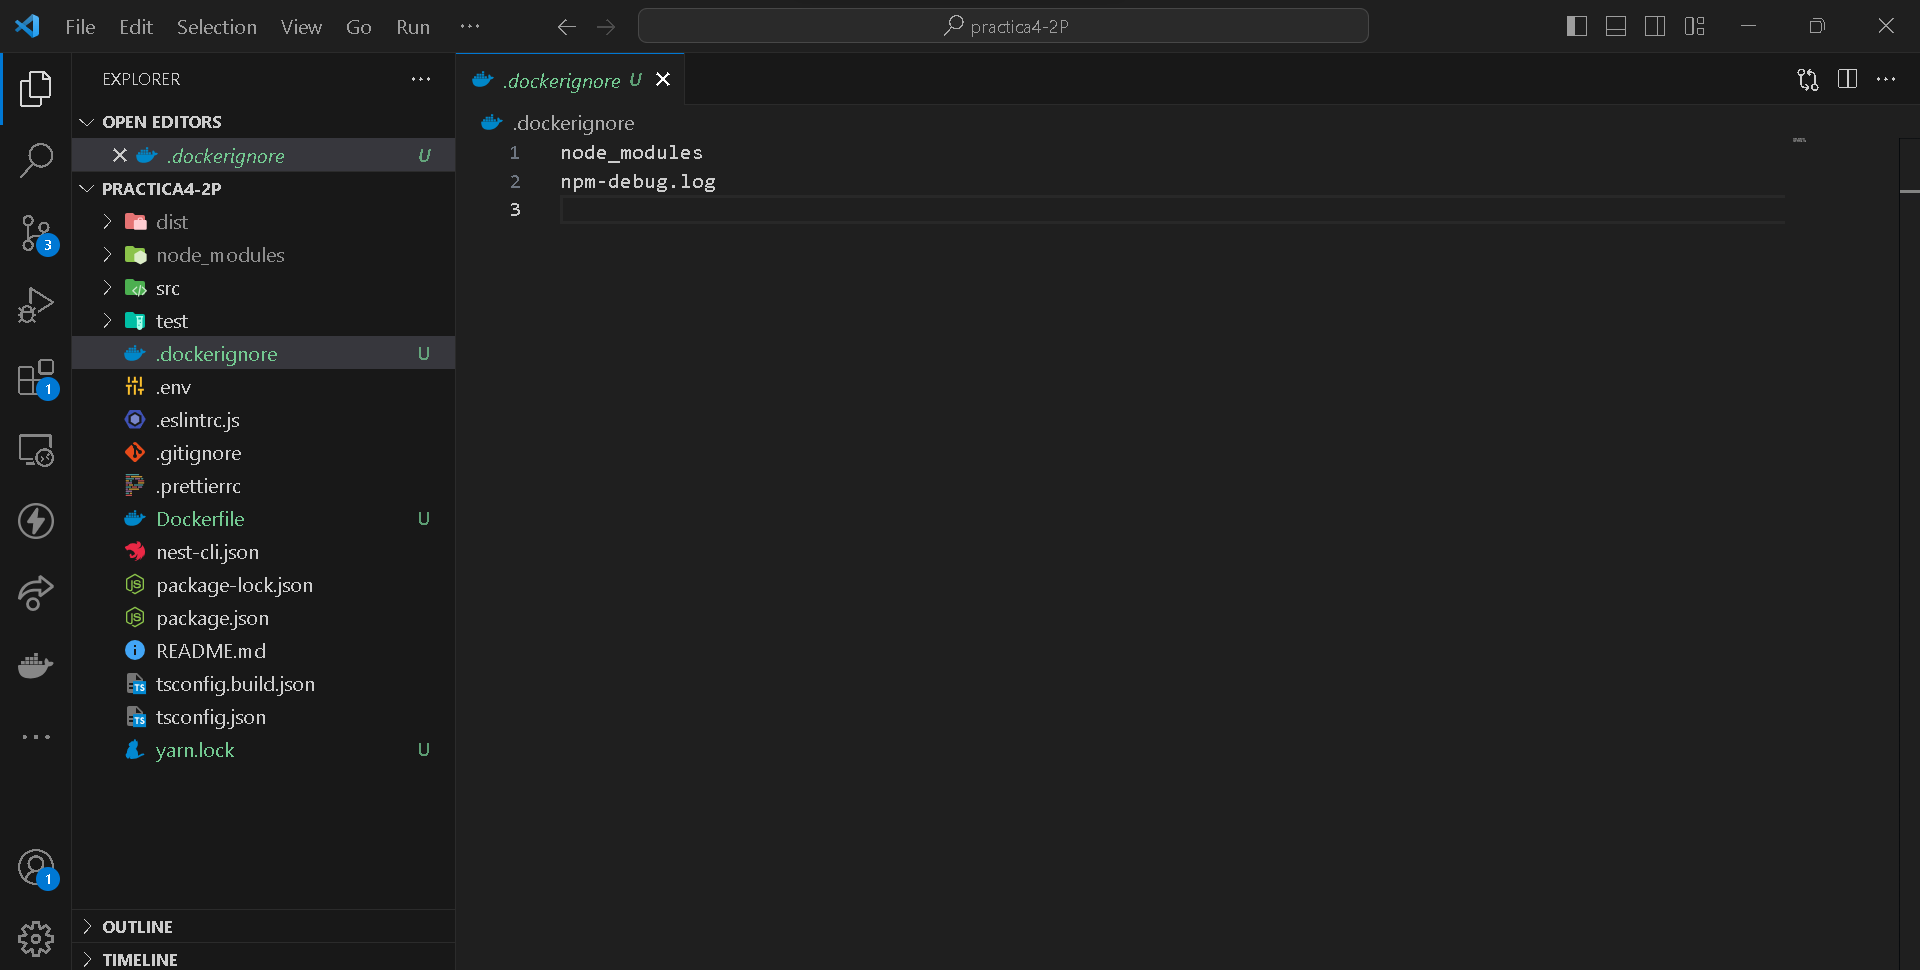 File Edit Selection View Go Run ···
practica4-2P
EXPLORER
OPEN EDITORS
.dockerignore U
PRACTICA4-2P
dist
node_modules
src
test
.dockerignore U
.env
.eslintrc.js
.gitignore
.prettierrc
Dockerfile U
nest-cli.json
package-lock.json
package.json
README.md
tsconfig.build.json
tsconfig.json
yarn.lock U
OUTLINE
TIMELINE
3
1
1
.dockerignore U
.dockerignore
1 node_modules
2 npm-debug.log
3